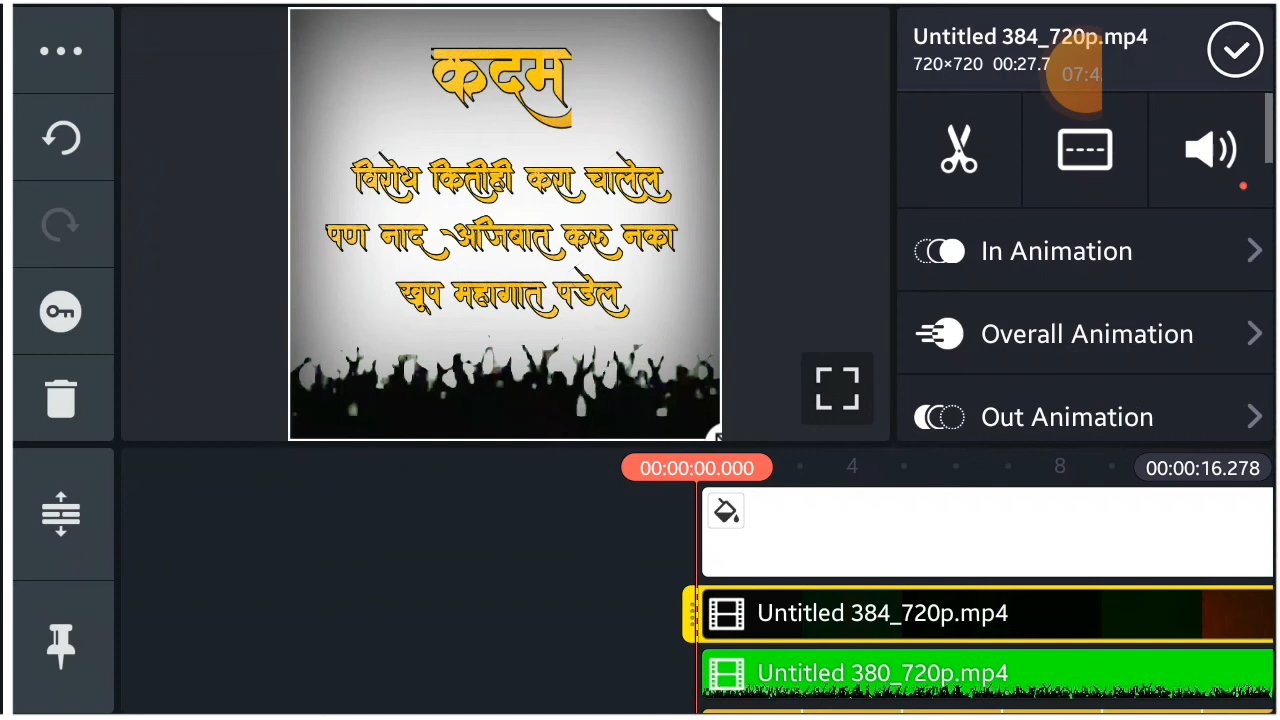 Untitled 384_720p.mp4
720×720 00:27.7
07:4
कदम
विरोध कितीही करा चालेल
पण नाद अजिबात करू नका
खुप महागात पडेल
In Animation
Overall Animation
Out Animation
00:00:00.000
4
8
00:00:16.278
Untitled 384_720p.mp4
Untitled 380_720p.mp4